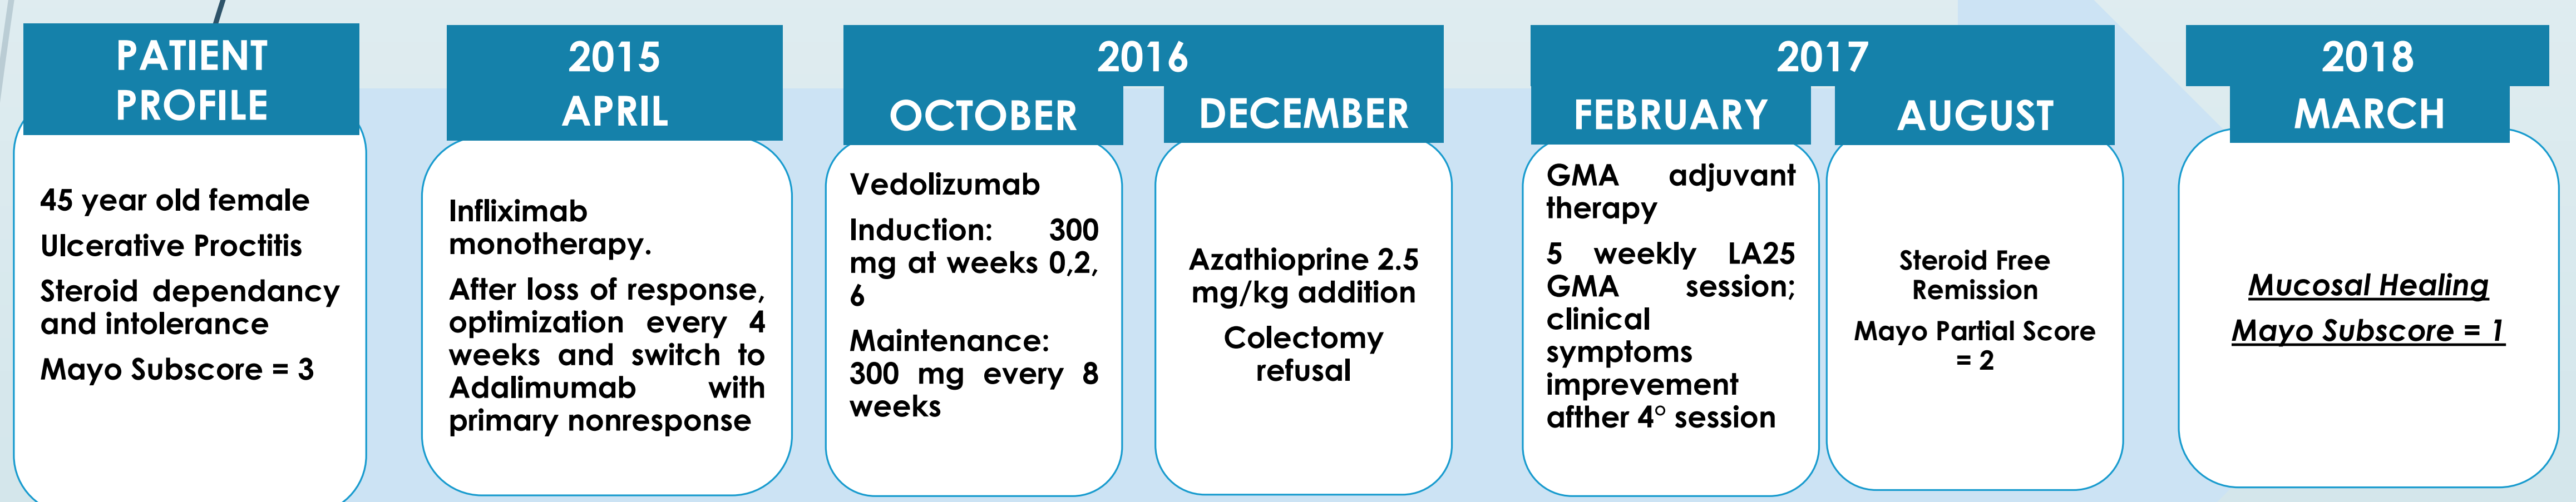 PATIENT
PROFILE
45 year old female
Ulcerative Proctitis
Steroid dependancy
and intolerance
Mayo Subscore = 3
2015
APRIL
Infliximab
monotherapy.
After loss of response,
optimization every 4
weeks and switch to
Adalimumab with
primary nonresponse
2016
OCTOBER
Vedolizumab
Induction: 300
mg at weeks 0,2,
6
Maintenance:
300 mg every 8
weeks
DECEMBER
Azathioprine 2.5
mg/kg addition
Colectomy
refusal
2017
FEBRUARY
GMA adjuvant
therapy
5 weekly LA25
GMA session;
clinical
symptoms
imprevement
afther 4° session
AUGUST
Steroid Free
Remission
Mayo Partial Score
= 2
2018
MARCH
Mucosal Healing
Mayo Subscore = 1